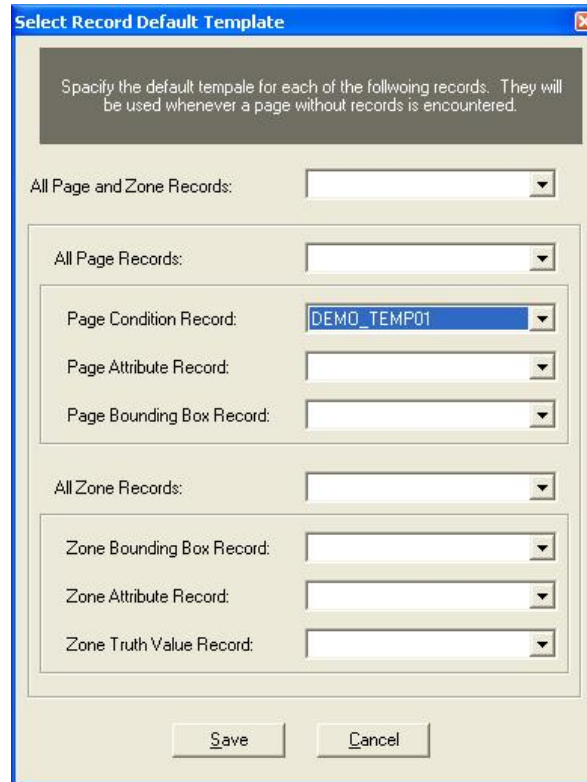 Select Record Default Template
Spacify the default tempale for each of the follwoing records. They will
be used whenever a page without records is encountered.
All Page and Zone Records:
All Page Records:
Page Condition Record: DEMO_TEMP01
Page Attribute Record:
Page Bounding Box Record:
All Zone Records:
Zone Bounding Box Record:
Zone Attribute Record:
Zone Truth Value Record:
Save Cancel